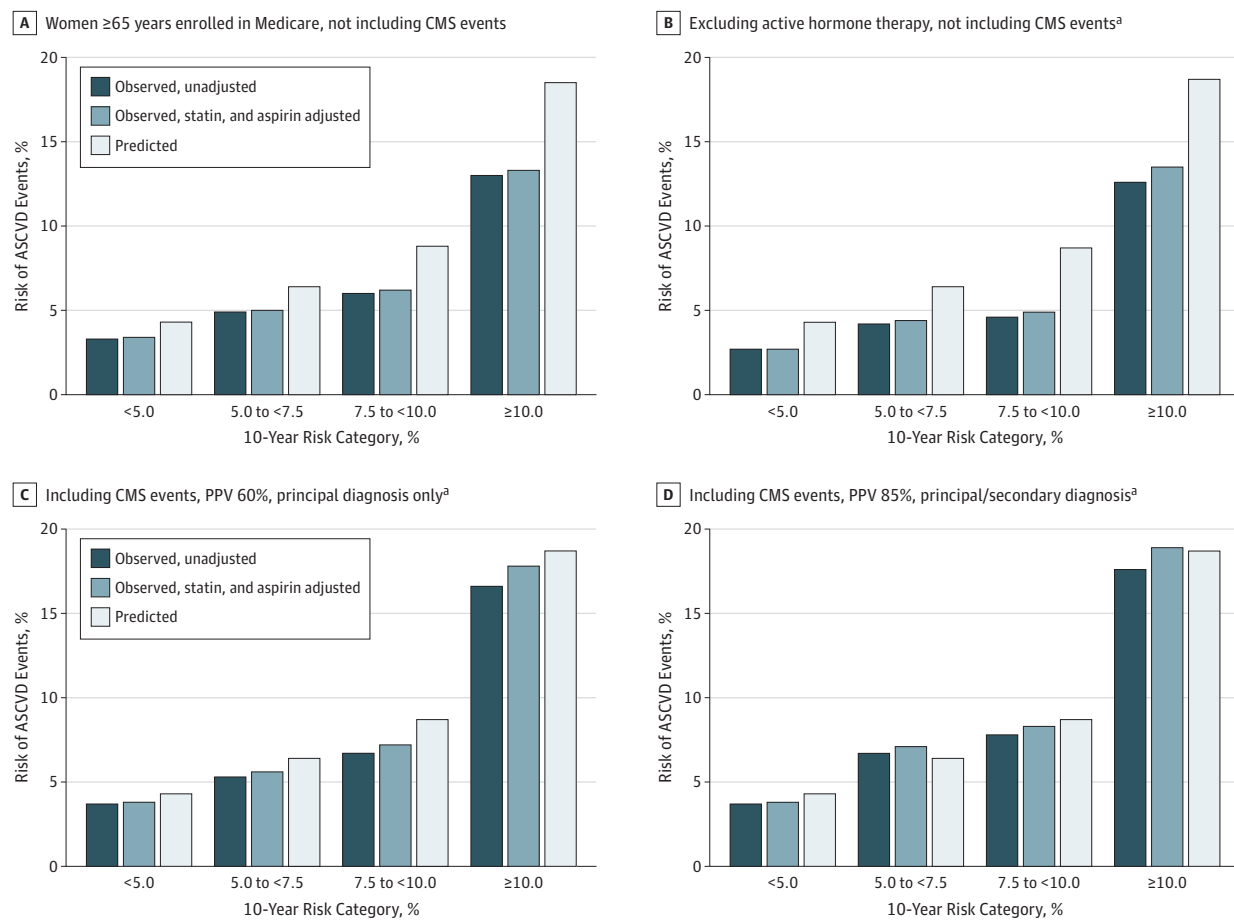 A Women ≥65 years enrolled in Medicare, not including CMS events
20
15
10
5
0
Risk of ASCVD Events, %
Observed, unadjusted
Observed, statin, and aspirin adjusted
Predicted
<5.0 5.0 to <7.5 7.5 to <10.0 ≥10.0
10-Year Risk Category, %
B Excluding active hormone therapy, not including CMS eventsª
20
15
10
5
0
Risk of ASCVD Events, %
<5.0 5.0 to <7.5 7.5 to <10.0 ≥10.0
10-Year Risk Category, %
C Including CMS events, PPV 60%, principal diagnosis onlyª
20
15
10
5
0
Risk of ASCVD Events, %
Observed, unadjusted
Observed, statin, and aspirin adjusted
Predicted
<5.0 5.0 to <7.5 7.5 to <10.0 ≥10.0
10-Year Risk Category, %
D Including CMS events, PPV 85%, principal/secondary diagnosisª
20
15
10
5
0
Risk of ASCVD Events, %
<5.0 5.0 to <7.5 7.5 to <10.0 ≥10.0
10-Year Risk Category, %